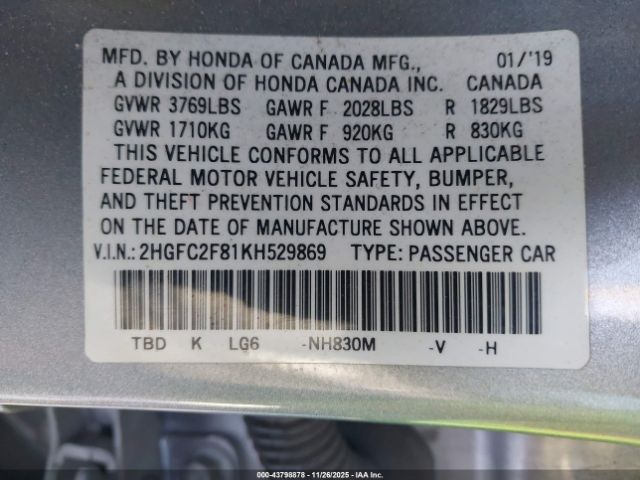 MFD. BY HONDA OF CANADA MFG., 01/'19
A DIVISION OF HONDA CANADA INC. CANADA
GVWR 3769LBS GAWR F 2028LBS R 1829LBS
GVWR 1710KG GAWR F 920KG R 830KG
THIS VEHICLE CONFORMS TO ALL APPLICABLE
FEDERAL MOTOR VEHICLE SAFETY, BUMPER,
AND THEFT PREVENTION STANDARDS IN EFFECT
ON THE DATE OF MANUFACTURE SHOWN ABOVE.
V.I.N.: 2HGFC2F81KH529869 TYPE: PASSENGER CAR
TBD K LG6 -NH830M -V -H
000-43798878 - 11/26/2025 - IAA Inc.